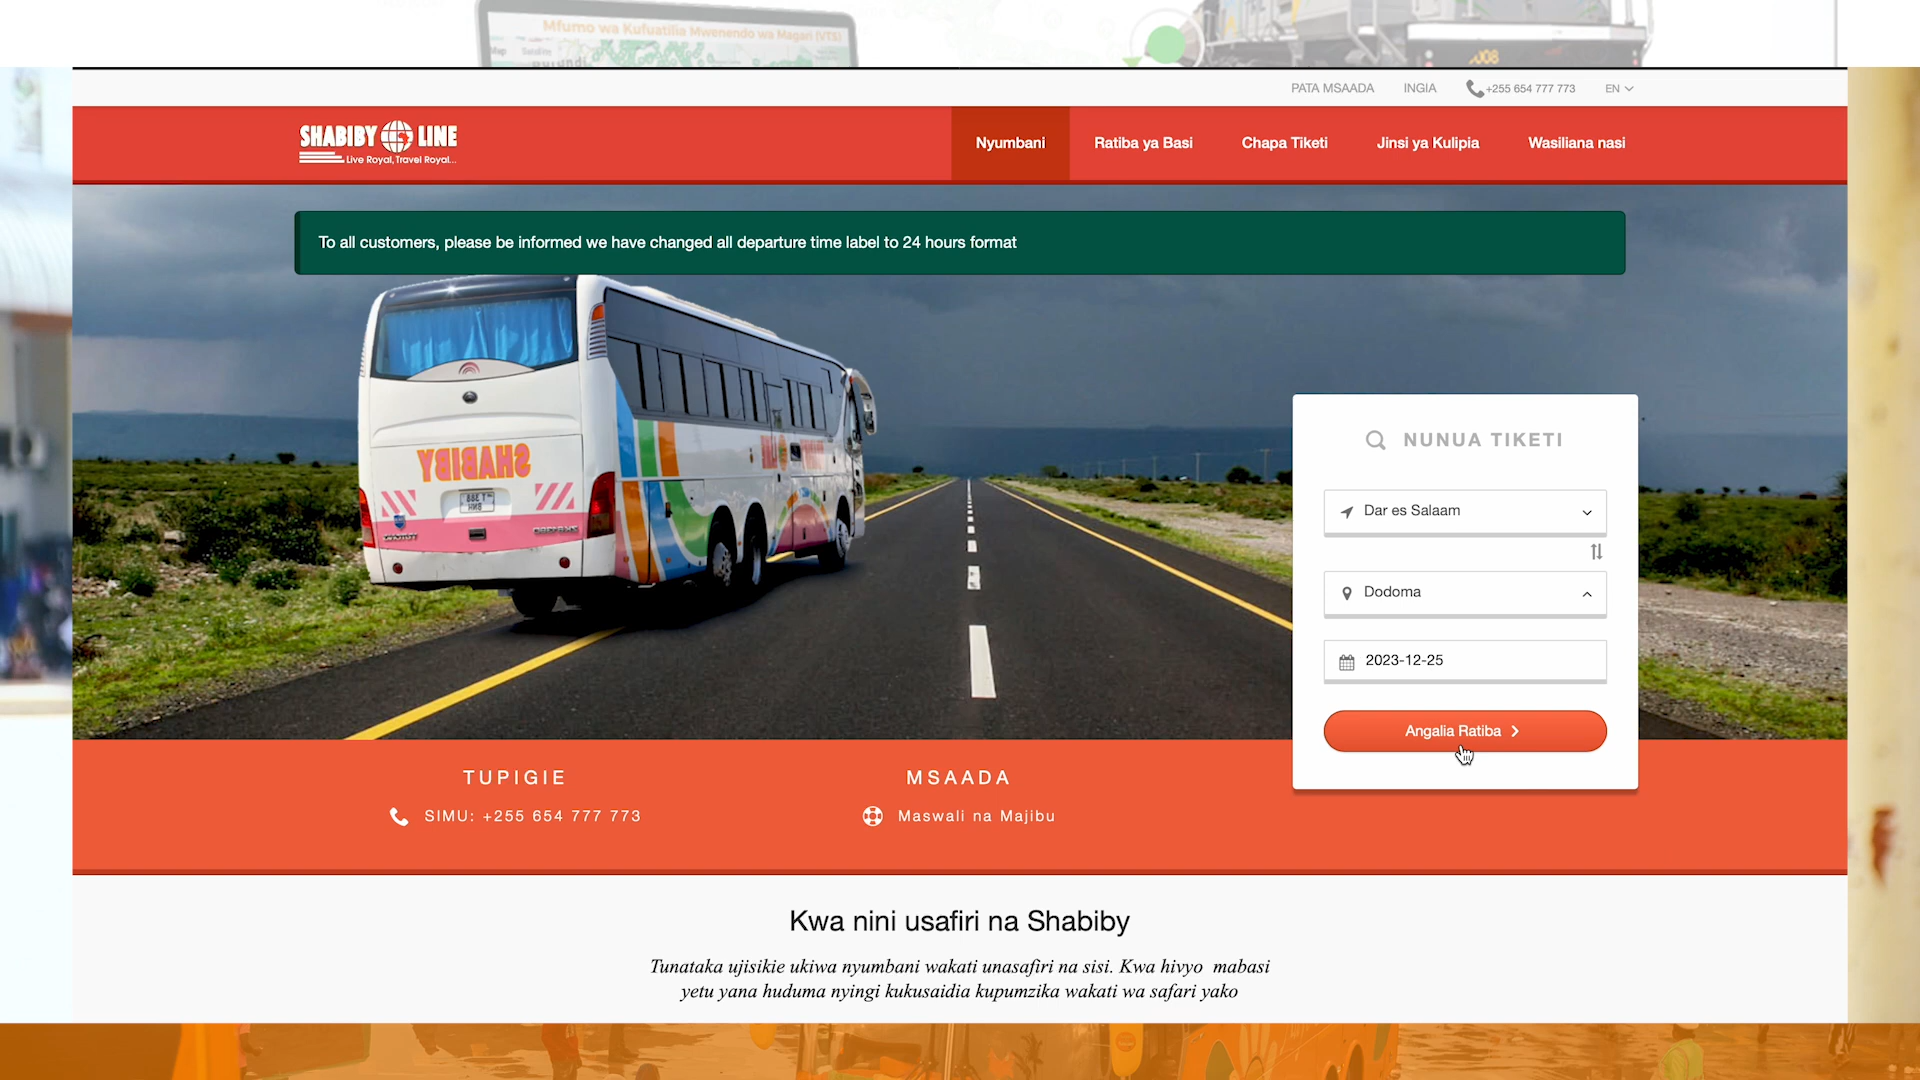 Mfumo wa Kufuatilia Mwenendo wa Magari (VTS)
Map
Burundi
J08
PATA MSAADA
INGIA
+255 654 777 773
EN
SHABIBY LINE
Live Royal, Travel Royal...
Nyumbani
Ratiba ya Basi
Chapa Tiketi
Jinsi ya Kulipia
Wasiliana nasi
To all customers, please be informed we have changed all departure time label to 24 hours format
SHABIBY
NUNUA TIKETI
Dar es Salaam
Dodoma
2023-12-25
Angalia Ratiba
TUPIGIE
SIMU: +255 654 777 773
MSAADA
Maswali na Majibu
Kwa nini usafiri na Shabiby
Tunataka ujisikie ukiwa nyumbani wakati unasafiri na sisi. Kwa hivyo mabasi
yetu yana huduma nyingi kukusaidia kupumzika wakati wa safari yako